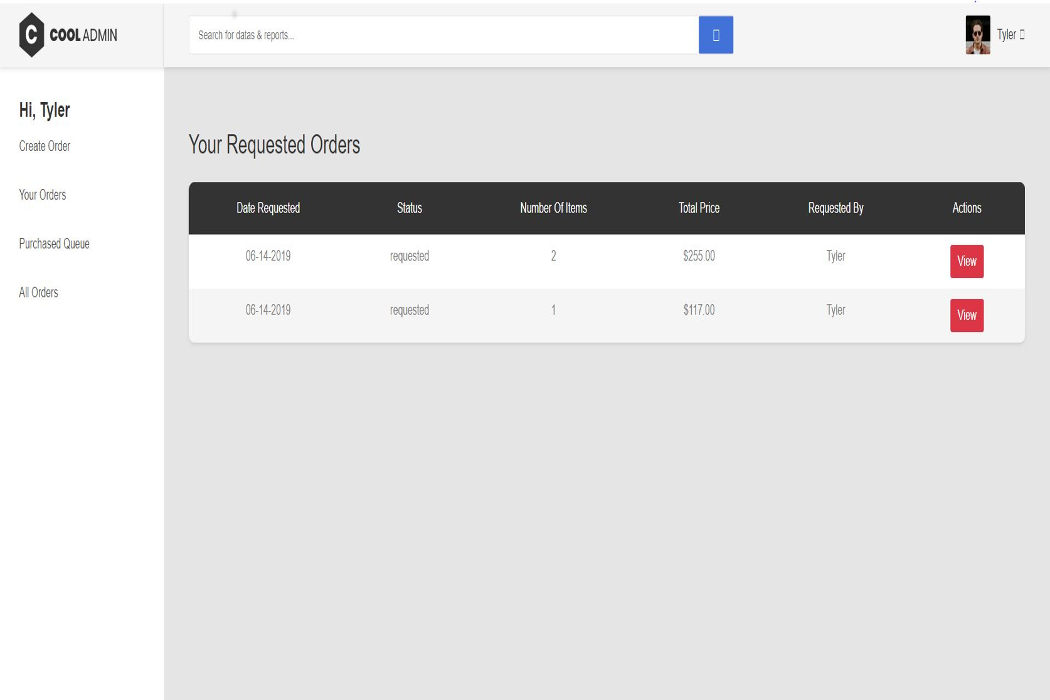 C COOL ADMIN
Search for datas & reports...
Tyler
Hi, Tyler
Create Order
Your Orders
Purchased Queue
All Orders
Your Requested Orders
Date Requested Status Number Of Items Total Price Requested By Actions
06-14-2019 requested 2 $255.00 Tyler View
06-14-2019 requested 1 $117.00 Tyler View